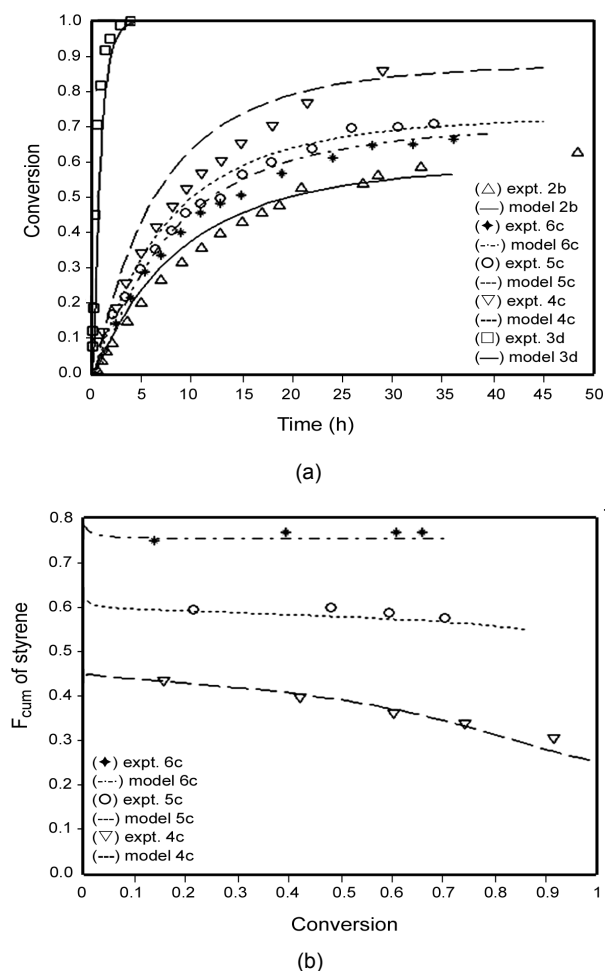 1.0
0.9
0.8
0.7
0.6
0.5
0.4
0.3
0.2
0.1
0.0
Conversion
(△) expt. 2b
(—) model 2b
(✦) expt. 6c
(-·-·) model 6c
(○) expt. 5c
(----) model 5c
(▽) expt. 4c
(---) model 4c
(□) expt. 3d
(—) model 3d
0 5 10 15 20 25 30 35 40 45 50
Time (h)
(a)
0.8
0.7
0.6
0.5
0.4
0.3
0.2
0.1
0.0
Fcum of styrene
(✦) expt. 6c
(-·-) model 6c
(○) expt. 5c
(---) model 5c
(▽) expt. 4c
(---) model 4c
0 0.1 0.2 0.3 0.4 0.5 0.6 0.7 0.8 0.9 1
Conversion
(b)